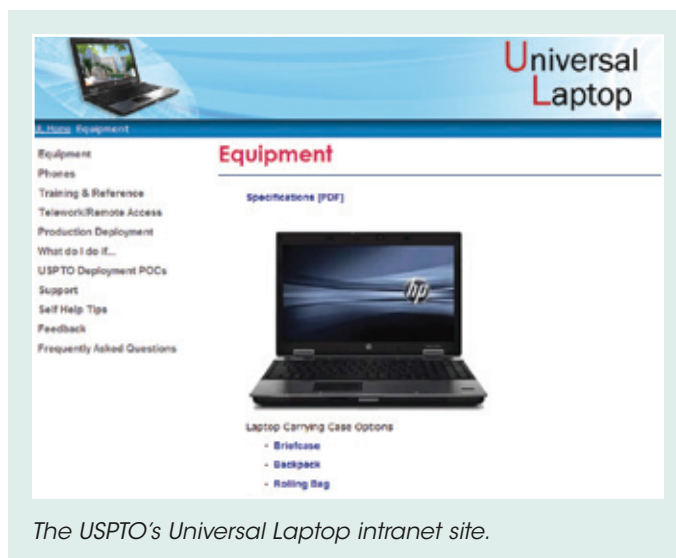 Universal
Laptop
UL Home Equipment
Equipment
Phones
Training & Reference
Telework/Remote Access
Production Deployment
What do I do if...
USPTO Deployment POCs
Support
Self Help Tips
Feedback
Frequently Asked Questions
Equipment
Specifications [PDF]
hp
Laptop Carrying Case Options
- Briefcase
- Backpack
- Rolling Bag
The USPTO's Universal Laptop intranet site.